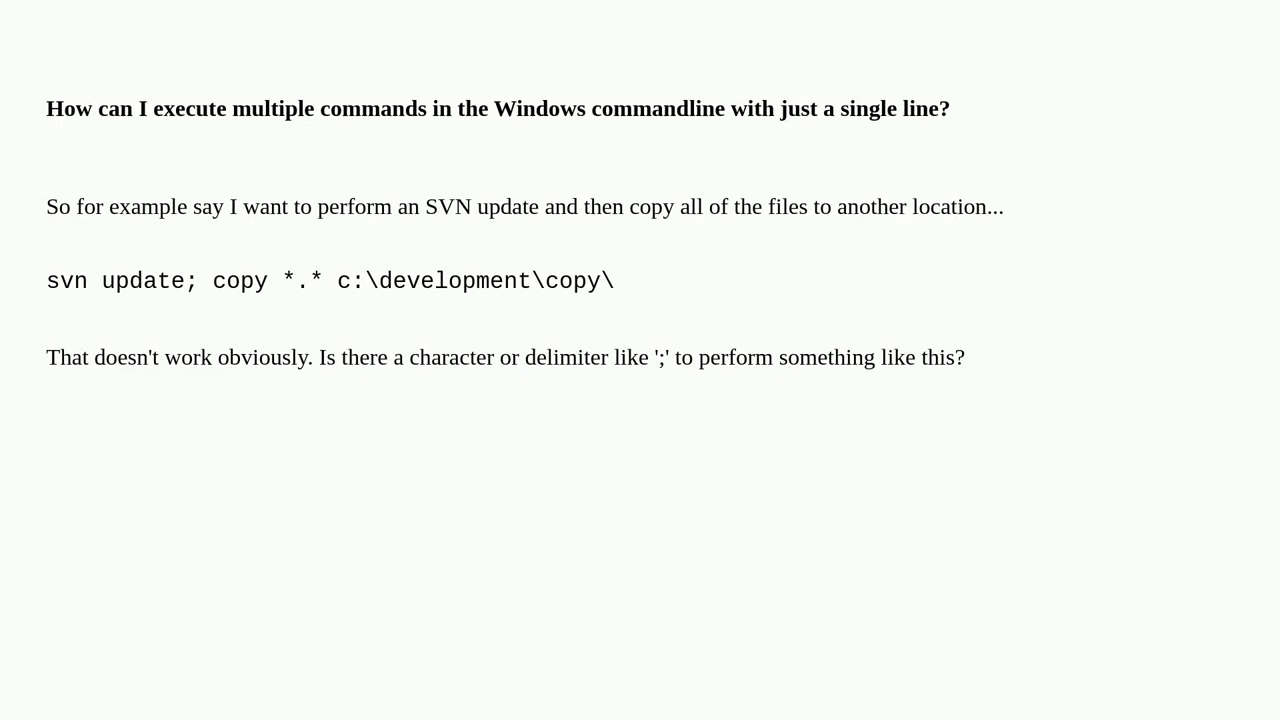 How can I execute multiple commands in the Windows commandline with just a single line?
So for example say I want to perform an SVN update and then copy all of the files to another location...
svn update; copy *.* c:\development\copy\
That doesn't work obviously. Is there a character or delimiter like ';' to perform something like this?